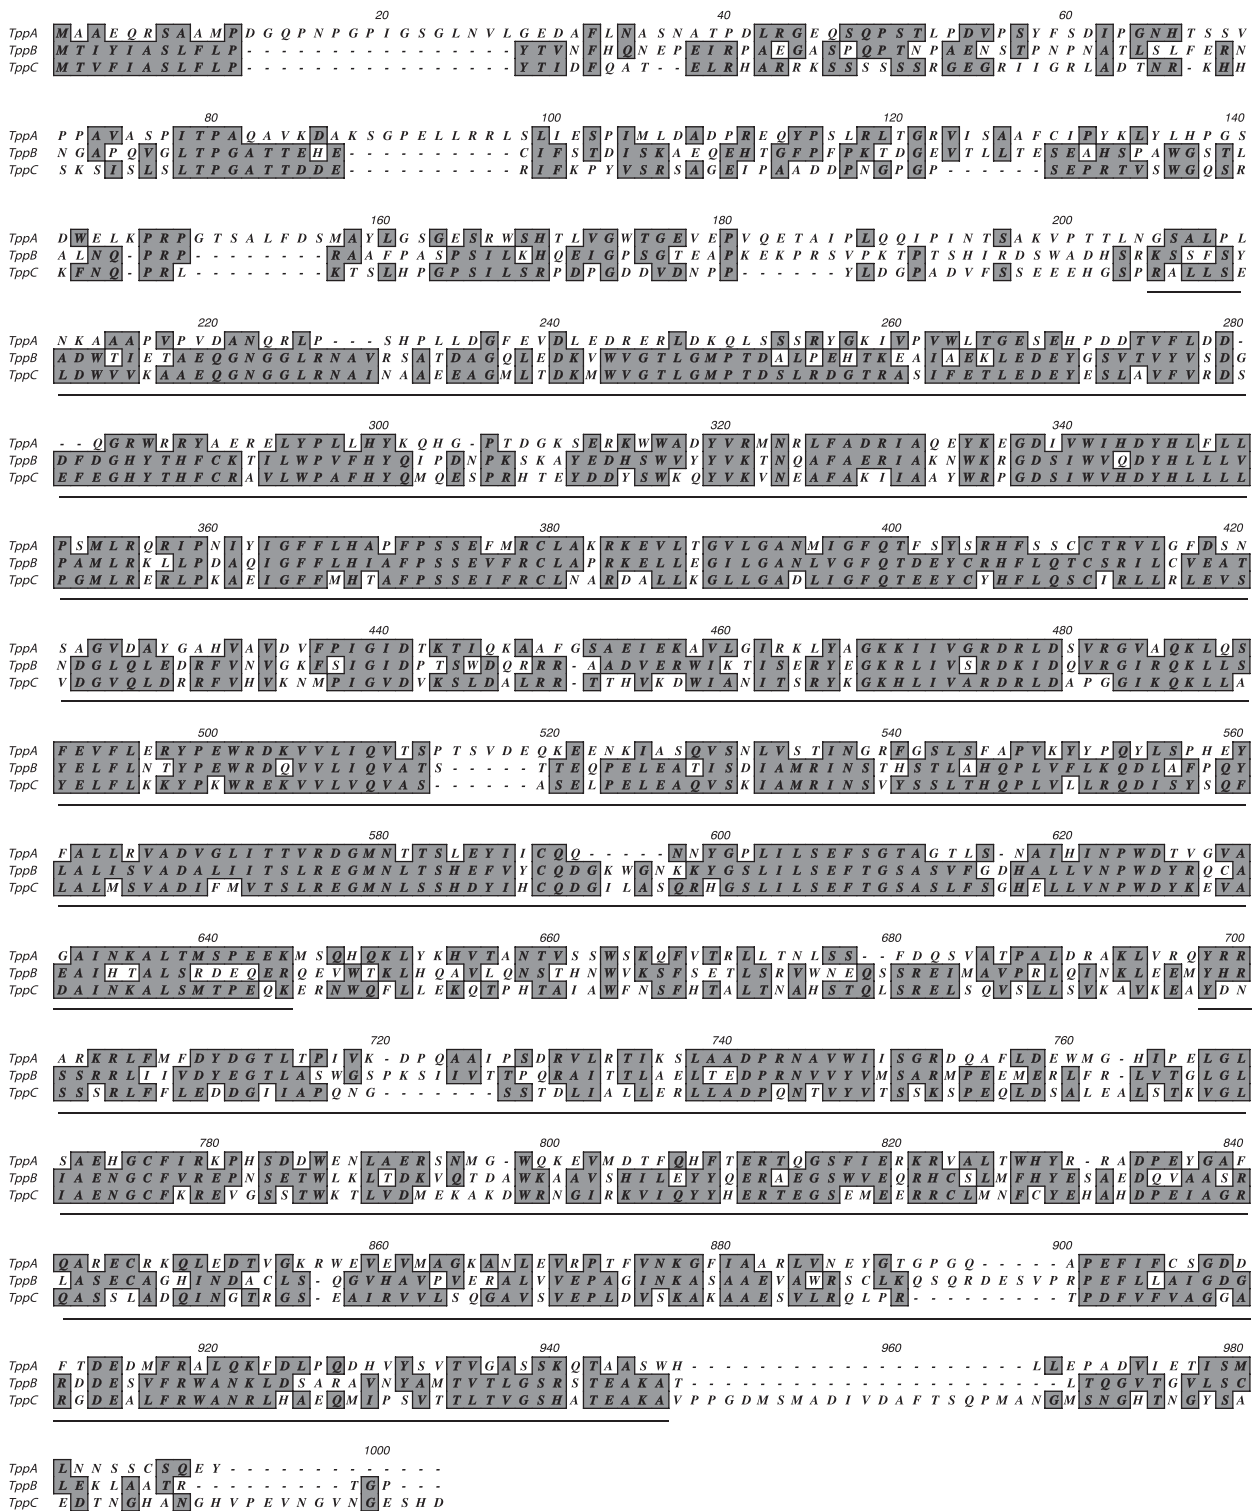 20 40 60
TppA MAAEQRSAAMPDGQPNPGPIGSGLNVLGEDAFLNASNATPDLRGEQSPSTLPDVPSYFSDIPGNHTSSV
TppB MTIYIASLFLP----------------YTVNFHQNEPEIRPAEGASPQPTNPAENSTPNPNATLSLFERN
TppC MTVFIASLFLP----------------YTIDFQAT--ELRHARRKSSSSSSRGEGRIIGRLADTNR-KHH
80 100 120 140
TppA PPAVASPITPAQAVKDAKSGPELLRRLSLIESPIMLDADPREQYPSLRLTGRVISAAFCIPYKLYLHPGS
TppB NGAPQVGLTPGATTEHE----------CIFSTDISKAEQEHTGFPFPKTDGEVTLLTESEAHSPAWGSTL
TppC SKSISLSLTPGATTDDE----------RIFKPYVSRSAGEIPAADDPNGPGP------SEPRTVSWGQSR
160 180 200
TppA DWELKPRPGTSALFDSMAYLGSGESRWSHTLVGWTGEVEPVQETAIPLQQIPINTSAKVPTTLNGSALPL
TppB ALNQ-PRP--------RAAFPASPSILKHQEIGPSGTEAPKEKPRSVPKTPTSHIRDSWADHSRKSSFSY
TppC KFNQ-PRL--------KTSLHPGPSILSRPDPGDDVDNPP------YLDGPADVFSSEEEHGSPRALLSE
220 240 260 280
TppA NKAAAPVPVDANQRLP---SHPLLDGFEVDLEDRERLDKQLSSSRYGKIVPVWLTGESEHPDDTVFLDD-
TppB ADWTIETAEQGNGGLRNAVRSATDAGQLEDKVWVGTLGMPTDALPEHTKEAIAEKLEDEYGSVTVYVSDG
TppC LDWVVKAAEQGNGGLRNAINAAEEAGMLTDKMWVGTLGMPTDSLRDGTRASIFETLEDEYESLAVFVRDS
300 320 340
TppA --QGRWRRYAERELYPLLHYKQHG-PTDGKSERKWWADYVRMNRLFADRIAQEYKEGDIVWIHDYHLFLL
TppB DFDGHYTHFCKTILWPVFHYQIPDNPKSKAYEDHSWVYYVKTNQAFAERIAKNWKRGDSIWVQDYHLLLV
TppC EFEGHYTHFCRAVLWPAFHYQMQESPRHTEYDDYSWKQYVKVNEAFAKIIAAYWRPGDSIWVHDYHLLLL
360 380 400 420
TppA PSMLRQRIPNIYIGFFLHAPFPSSEFMRCLAKRKEVLTGVLGANMIGFQTFSYSRHFSSCCTRVLGFDSN
TppB PAMLRKLLPDAQIGFFLHIAFPSSEVFRCLAPRKELLEGILGANLVGFQTDEYCRHFLQTCSRILCVEAT
TppC PGMLRERLPKAEIGFFMHTAFPSSEIFRCLNARDALLKGLLGADLIGFQTEEYCYHFLQSCIRLLRLEVS
440 460 480
TppA SAGVDAYGAHVAVDVFPIGIDTKTIQKAAFGSAEIEKAVLGIRKLYAGKKIIVGRDRLDSVRGVAQKLQS
TppB NDGLQLEDRFVNVGKFSIGIDPTSWDQRRR-AADVERWIKTISERYEGKRLIVSRDKIDQVRGIRQKLLS
TppC VDGVQLDRRFVHVKNMPIGVDVKSLDALRR-TTHVKDWIANITSRYKGKHLIVARDRLDAPGGIKQKLLA
500 520 540 560
TppA FEVFLERYPEWRDKVVLIQVTSPTSVDEQKEENKIASQVSNLVSTINGRFGSLSFAPVKYYPQYLSPHEY
TppB YELFLNTYPEWRDQVVLIQVATS-----TTEQPELEATISDIAMRINSTHSTLAHQPLVFLKQDLAFPQY
TppC YELFLKKYPKWREKVVLVQVAS------ASELPELEAQVSKIAMRINSVYSSLTHQPLVLLRQDISYSQF
580 600 620
TppA FALLRVADVGLITTVRDGMNTTSLEYIICQQ-----NNYGPLILSEFSGTAGTLS-NAIHINPWDTVGVA
TppB LALISVADALIITSLREGMNLTSHEFVYCQDGKWGNKKYGSLILSEFTGSASVFGDHALLVNPWDYRQCA
TppC LALMSVADIFMVTSLREGMNLSSHDYIHCQDGILASQRHGSLILSEFTGSASLFSGHELLVNPWDYKEVA
640 660 680 700
TppA GAINKALTMSPEEKMSQHQKLYKHVTANTVSSWSKQFVTRLLTNLSS--FDQSVATPALDRAKLVRQYRR
TppB EAIHTALSRDEQERQEVWTKLHQAVLQNSTHNWVKSFSETLSRVWNEQSSREIMAVPRLQINKLEEMYHR
TppC DAINKALSMTPEQKERNWQFLLEKQTPHTAIAWFNSFHTALTNAHSTQLSRELSQVSLLSVKAVKEAYDN
720 740 760
TppA ARKRLFMFDYDGTLTPIVK-DPQAAIPSDRVLRTIKSLAADPRNAVWIISGRDQAFLDEWMG-HIPELGL
TppB SSRRLIIVDYEGTLASWGSPKSIIVTTPQRAITTLAELTEDPRNVVYVMSARMPEEMERLFR-LVTGLGL
TppC SSSRLFFLEDDGIIAPQNG-------SSTDLIALLERLLADPQNTVYVTSSKSPEQLDSALEALSTKVGL
780 800 820 840
TppA SAEHGCFIRKPHSDDWENLAERSNMG-WQKEVMDTFQHFTERTQGSFIERKRVALTWHYR-RADPEYGAF
TppB IAENGCFVREPNSETWLKLTDKVQTDAWKAAVSHILEYYQERAEGSWVEQRHCSLMFHYESAEDQVAASR
TppC IAENGCFKREVGSSTWKTLVDMEKAKDWRNGIRKVIQYYHERTEGSEMEERRCLMNFCYEHAHDPEIAGR
860 880 900
TppA QARECRKQLEDTVGKRWEVEVMAGKANLEVRPTFVNKGFIAARLVNEYGTGPGQ-----APEFIFCSGDD
TppB LASECAGHINDACLS-QGVHAVPVERALVVEPAGINKASAAEVAWRSCLKQSQRDESVPRPEFILAIGDG
TppC QASSLADQINGTRGS-EAIRVVLSQGAVSVEPLDVSKAKAAESVLRQLPR---------TPDFVFVAGGA
920 940 960 980
TppA FTDEDMFRALQKFDLPQDHVYSVTVGASSKQTAASWH--------------------LLEPADVIETISM
TppB RDDESVFRWANKLDSARAVNYAMTVTLGSRSTEAKAT----------------------LTQGVTGVLSC
TppC RGDEALFRWANRLHAEQMIPSVTTLTVGSHATEAKAVPPGDMSMADIVDAFTSQPMANGMSNGHTNGYSA
1000
TppA LNNSSCSQEY-------------
TppB LEKLAATR---------TGP---
TppC EDTNGHANGHVPEVNGVNGESHD